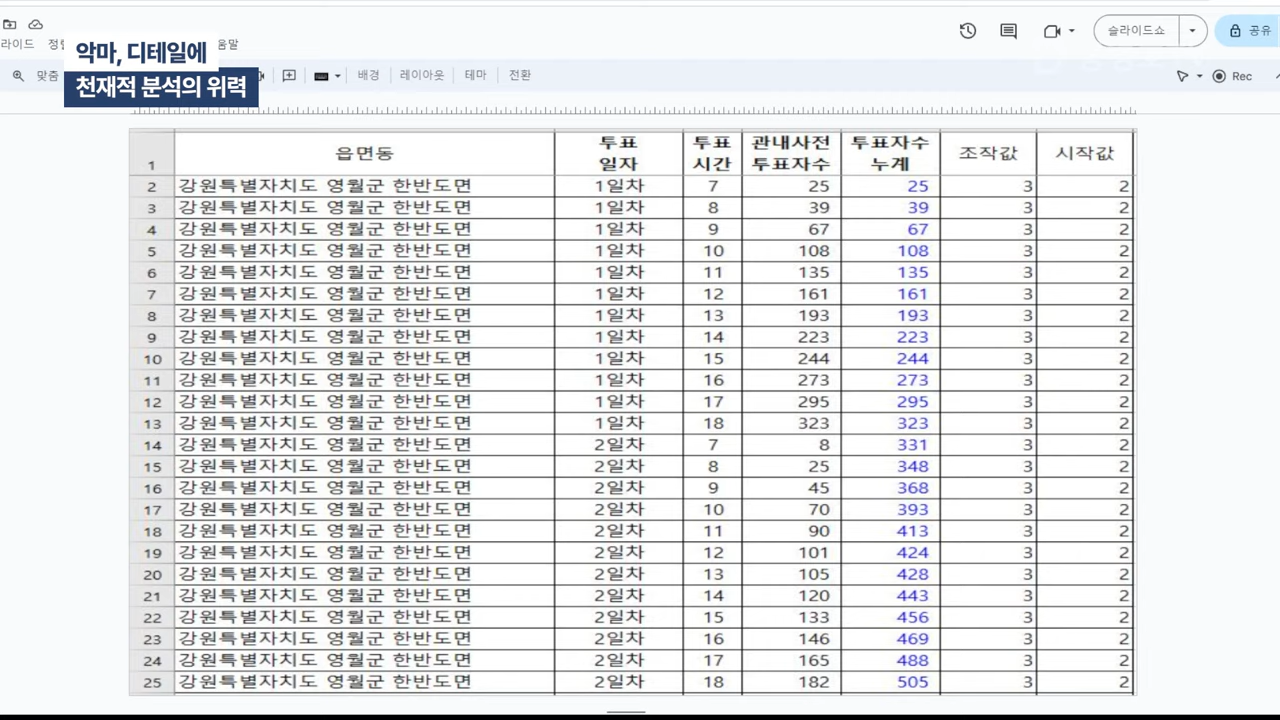 라이드
움말
악마, 디테일에
천재적 분석의 위력
슬라이드쇼
공유
맞춤
배경
레이아웃
테마
전환
Rec
1 읍면동 투표 일자 투표 시간 관내사전 투표자수 투표자수 누계 조작값 시작값
2 강원특별자치도 영월군 한반도면 1일차 7 25 25 3 2
3 강원특별자치도 영월군 한반도면 1일차 8 39 39 3 2
4 강원특별자치도 영월군 한반도면 1일차 9 67 67 3 2
5 강원특별자치도 영월군 한반도면 1일차 10 108 108 3 2
6 강원특별자치도 영월군 한반도면 1일차 11 135 135 3 2
7 강원특별자치도 영월군 한반도면 1일차 12 161 161 3 2
8 강원특별자치도 영월군 한반도면 1일차 13 193 193 3 2
9 강원특별자치도 영월군 한반도면 1일차 14 223 223 3 2
10 강원특별자치도 영월군 한반도면 1일차 15 244 244 3 2
11 강원특별자치도 영월군 한반도면 1일차 16 273 273 3 2
12 강원특별자치도 영월군 한반도면 1일차 17 295 295 3 2
13 강원특별자치도 영월군 한반도면 1일차 18 323 323 3 2
14 강원특별자치도 영월군 한반도면 2일차 7 8 331 3 2
15 강원특별자치도 영월군 한반도면 2일차 8 25 348 3 2
16 강원특별자치도 영월군 한반도면 2일차 9 45 368 3 2
17 강원특별자치도 영월군 한반도면 2일차 10 70 393 3 2
18 강원특별자치도 영월군 한반도면 2일차 11 90 413 3 2
19 강원특별자치도 영월군 한반도면 2일차 12 101 424 3 2
20 강원특별자치도 영월군 한반도면 2일차 13 105 428 3 2
21 강원특별자치도 영월군 한반도면 2일차 14 120 443 3 2
22 강원특별자치도 영월군 한반도면 2일차 15 133 456 3 2
23 강원특별자치도 영월군 한반도면 2일차 16 146 469 3 2
24 강원특별자치도 영월군 한반도면 2일차 17 165 488 3 2
25 강원특별자치도 영월군 한반도면 2일차 18 182 505 3 2